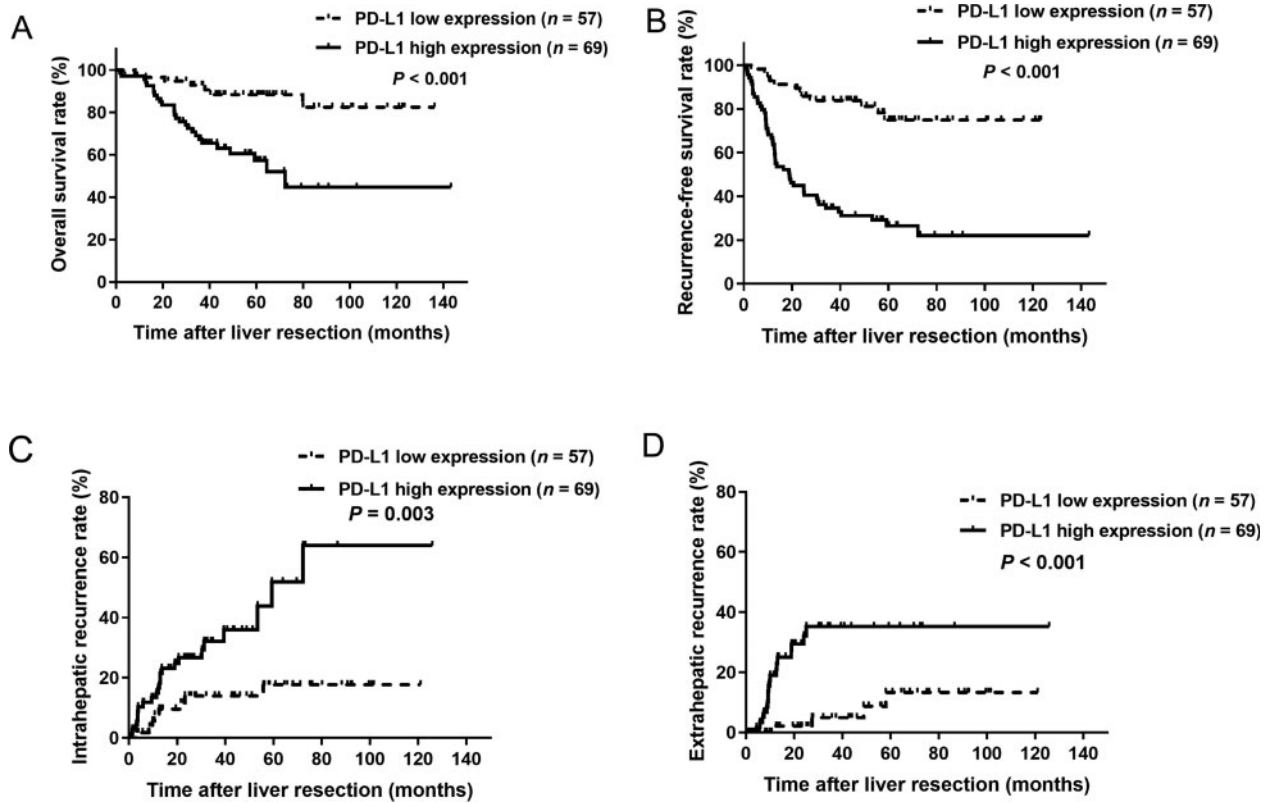 A
PD-L1 low expression (n = 57)
PD-L1 high expression (n = 69)
P < 0.001
Overall survival rate (%)
100
80
60
40
20
0
0 20 40 60 80 100 120 140
Time after liver resection (months)
B
PD-L1 low expression (n = 57)
PD-L1 high expression (n = 69)
P < 0.001
Recurrence-free survival rate (%)
100
80
60
40
20
0
0 20 40 60 80 100 120 140
Time after liver resection (months)
C
PD-L1 low expression (n = 57)
PD-L1 high expression (n = 69)
P = 0.003
Intrahepatic recurrence rate (%)
80
60
40
20
0
0 20 40 60 80 100 120 140
Time after liver resection (months)
D
PD-L1 low expression (n = 57)
PD-L1 high expression (n = 69)
P < 0.001
Extrahepatic recurrence rate (%)
80
60
40
20
0
0 20 40 60 80 100 120 140
Time after liver resection (months)